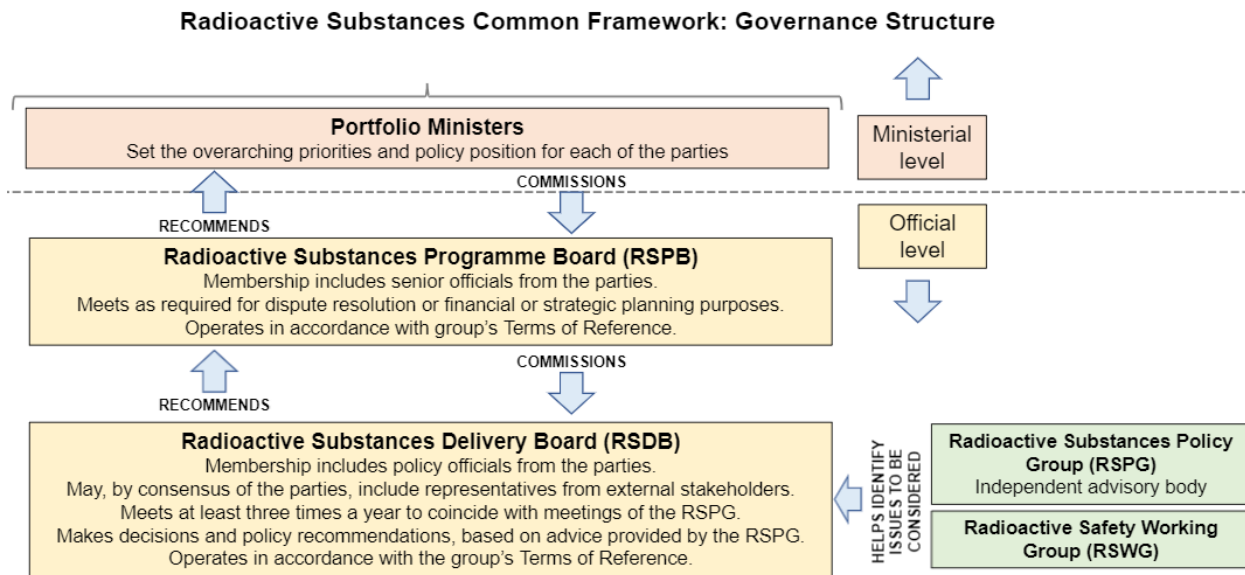 Radioactive Substances Common Framework: Governance Structure
Portfolio Ministers
Set the overarching priorities and policy position for each of the parties
Ministerial
level
RECOMMENDS
COMMISSIONS
Official
level
Radioactive Substances Programme Board (RSPB)
Membership includes senior officials from the parties.
Meets as required for dispute resolution or financial or strategic planning purposes.
Operates in accordance with group's Terms of Reference.
RECOMMENDS
COMMISSIONS
Radioactive Substances Delivery Board (RSDB)
Membership includes policy officials from the parties.
May, by consensus of the parties, include representatives from external stakeholders.
Meets at least three times a year to coincide with meetings of the RSPG.
Makes decisions and policy recommendations, based on advice provided by the RSPG.
Operates in accordance with the group's Terms of Reference.
HELPS IDENTIFY
ISSUES TO BE
CONSIDERED
Radioactive Substances Policy
Group (RSPG)
Independent advisory body
Radioactive Safety Working
Group (RSWG)